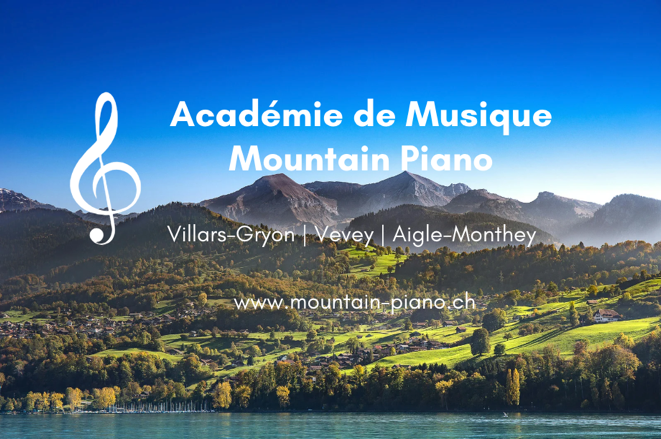 Académie de Musique
Mountain Piano
Villars-Gryon | Vevey | Aigle-Monthey
www.mountain-piano.ch